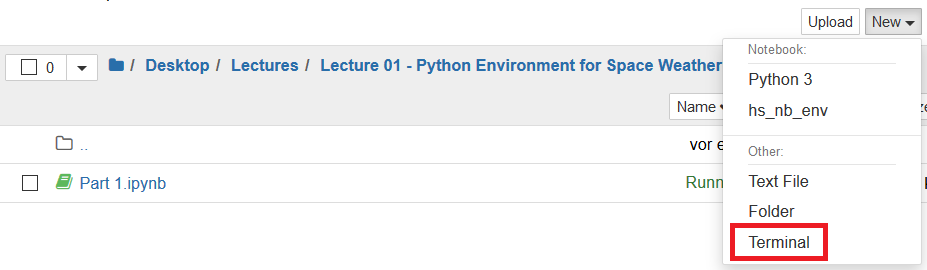 Upload New
0 / Desktop / Lectures / Lecture 01 - Python Environment for Space Weather
Notebook:
Python 3
hs_nb_env
Name
..
vor
Part 1.ipynb
Other:
Text File
Folder
Terminal